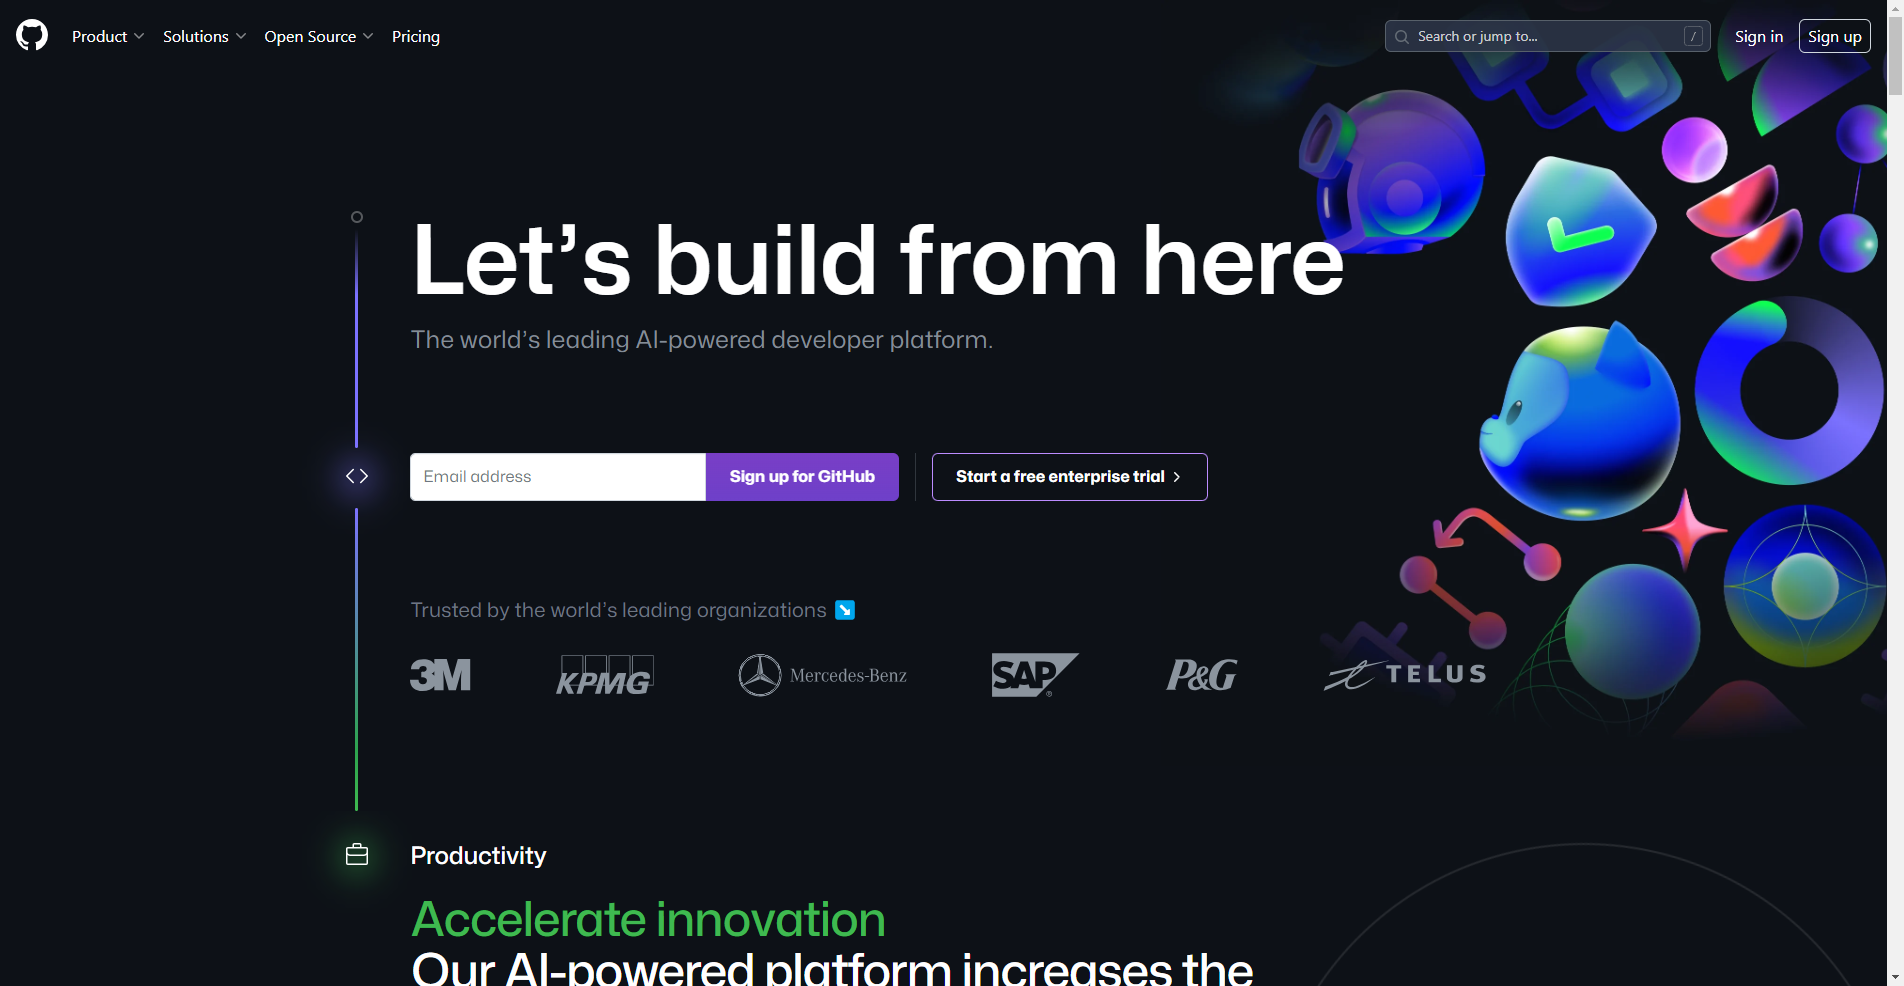 Product Solutions Open Source Pricing Search or jump to... / Sign in Sign up
Let’s build from here
The world’s leading AI-powered developer platform.
Email address Sign up for GitHub Start a free enterprise trial
Trusted by the world’s leading organizations
3M KPMG Mercedes-Benz SAP® P&G TELUS
Productivity
Accelerate innovation
Our AI-powered platform increases the